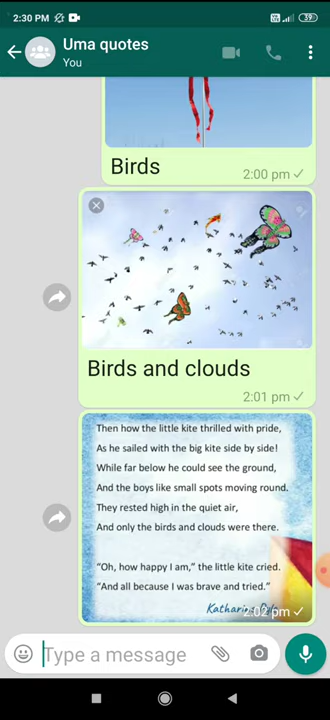 2:30 PM
39
Uma quotes
You
Birds
2:00 pm
Birds and clouds
2:01 pm
Then how the little kite thrilled with pride,
As he sailed with the big kite side by side!
While far below he could see the ground,
And the boys like small spots moving round.
They rested high in the quiet air,
And only the birds and clouds were there.
"Oh, how happy I am," the little kite cried.
"And all because I was brave and tried."
2:02 pm
Type a message